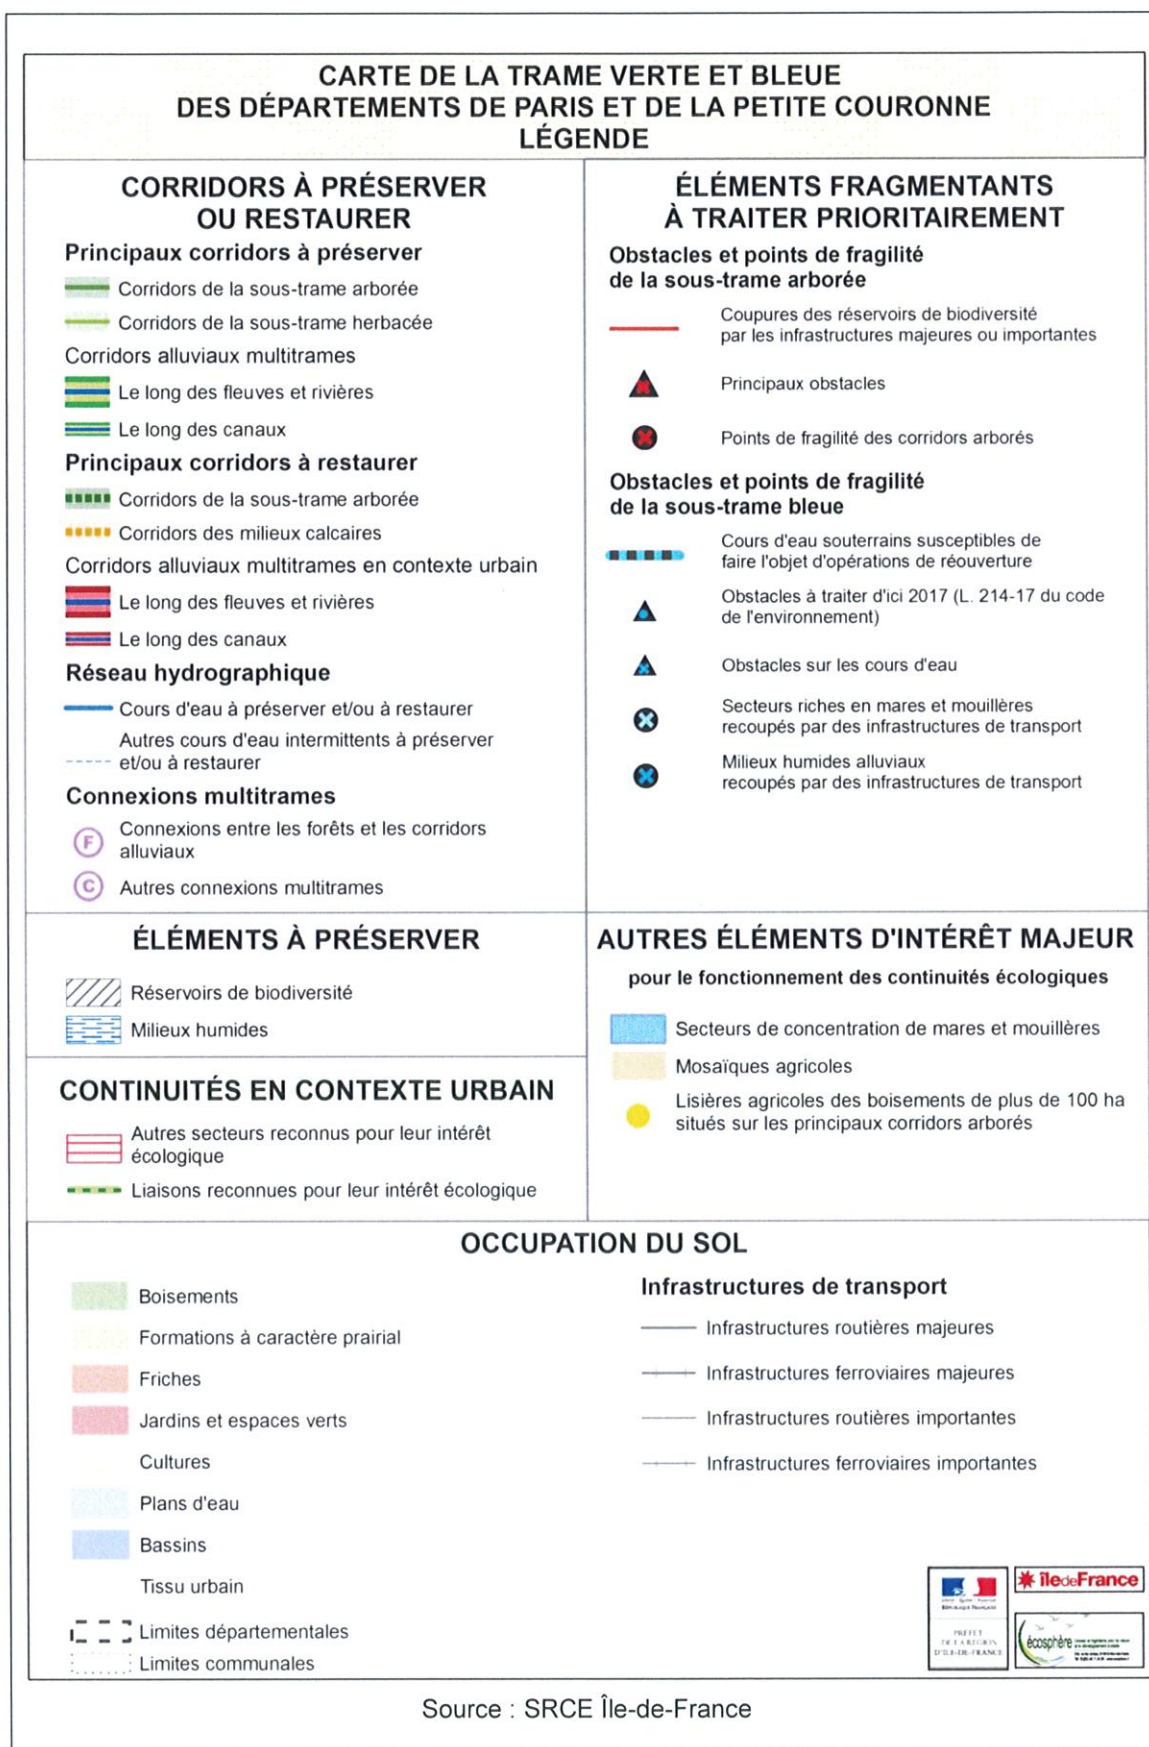 CARTE DE LA TRAME VERTE ET BLEUE
DES DÉPARTEMENTS DE PARIS ET DE LA PETITE COURONNE
LÉGENDE
CORRIDORS À PRÉSERVER
OU RESTAURER
Principaux corridors à préserver
Corridors de la sous-trame arborée
Corridors de la sous-trame herbacée
Corridors alluviaux multitrames
Le long des fleuves et rivières
Le long des canaux
Principaux corridors à restaurer
Corridors de la sous-trame arborée
Corridors des milieux calcaires
Corridors alluviaux multitrames en contexte urbain
Le long des fleuves et rivières
Le long des canaux
Réseau hydrographique
Cours d'eau à préserver et/ou à restaurer
Autres cours d'eau intermittents à préserver
et/ou à restaurer
Connexions multitrames
F
Connexions entre les forêts et les corridors
alluviaux
C
Autres connexions multitrames
ÉLÉMENTS FRAGMENTANTS
À TRAITER PRIORITAIREMENT
Obstacles et points de fragilité
de la sous-trame arborée
Coupures des réservoirs de biodiversité
par les infrastructures majeures ou importantes
Principaux obstacles
Points de fragilité des corridors arborés
Obstacles et points de fragilité
de la sous-trame bleue
Cours d'eau souterrains susceptibles de
faire l'objet d'opérations de réouverture
Obstacles à traiter d'ici 2017 (L. 214-17 du code
de l'environnement)
Obstacles sur les cours d'eau
Secteurs riches en mares et mouillères
recoupés par des infrastructures de transport
Milieux humides alluviaux
recoupés par des infrastructures de transport
ÉLÉMENTS À PRÉSERVER
Réservoirs de biodiversité
Milieux humides
CONTINUITÉS EN CONTEXTE URBAIN
Autres secteurs reconnus pour leur intérêt
écologique
Liaisons reconnues pour leur intérêt écologique
AUTRES ÉLÉMENTS D'INTÉRÊT MAJEUR
pour le fonctionnement des continuités écologiques
Secteurs de concentration de mares et mouillères
Mosaïques agricoles
Lisières agricoles des boisements de plus de 100 ha
situés sur les principaux corridors arborés
OCCUPATION DU SOL
Boisements
Formations à caractère prairial
Friches
Jardins et espaces verts
Cultures
Plans d'eau
Bassins
Tissu urbain
Limites départementales
Limites communales
Infrastructures de transport
Infrastructures routières majeures
Infrastructures ferroviaires majeures
Infrastructures routières importantes
Infrastructures ferroviaires importantes
RÉPUBLIQUE FRANÇAISE
PRÉFET
DE LA RÉGION
D'ILE-DE-FRANCE
îledeFrance
écosphère
Source : SRCE Île-de-France